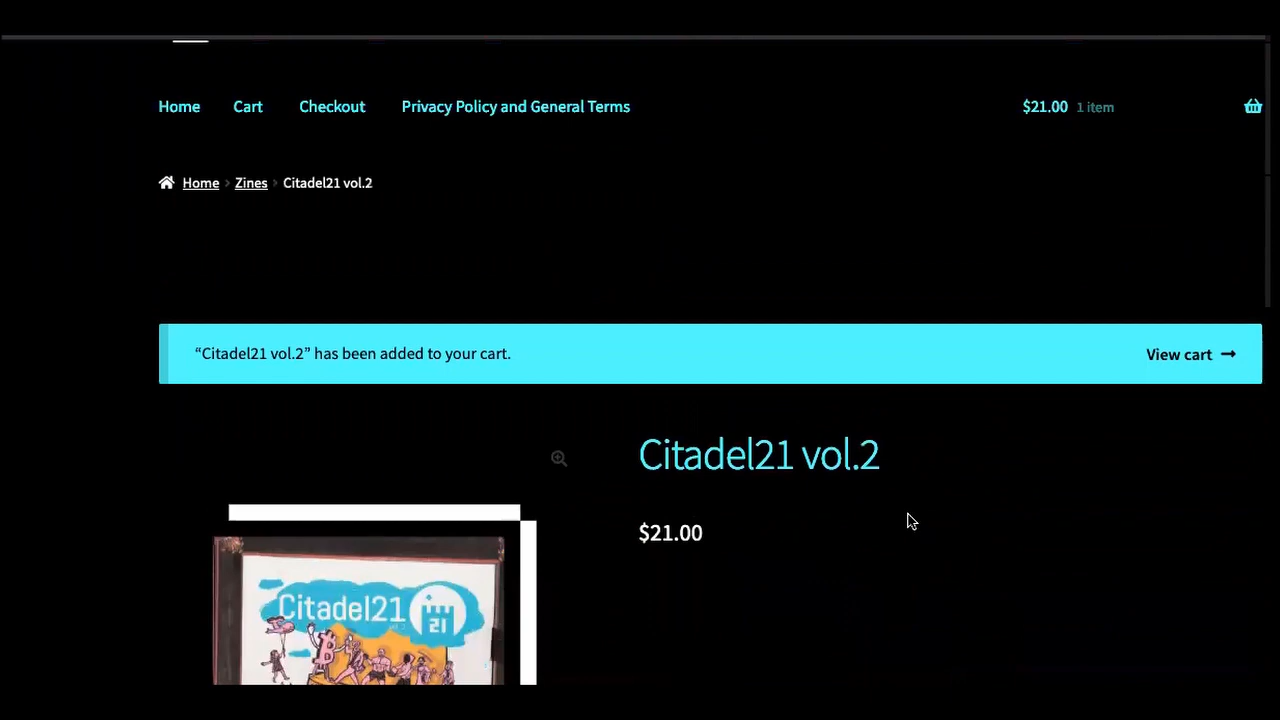 Home Cart Checkout Privacy Policy and General Terms $21.00 1 item
Home › Zines › Citadel21 vol.2
“Citadel21 vol.2” has been added to your cart. View cart →
Citadel21 vol.2
$21.00
Citadel21
21